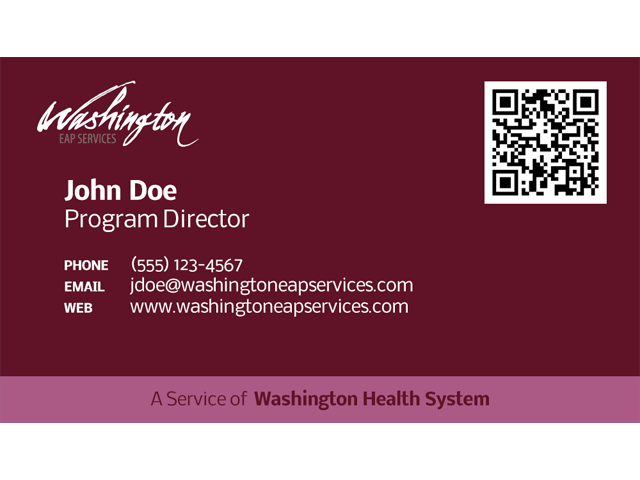 Washington
EAP SERVICES
John Doe
Program Director
PHONE (555) 123-4567
EMAIL jdoe@washingtoneapservices.com
WEB www.washingtoneapservices.com
A Service of Washington Health System